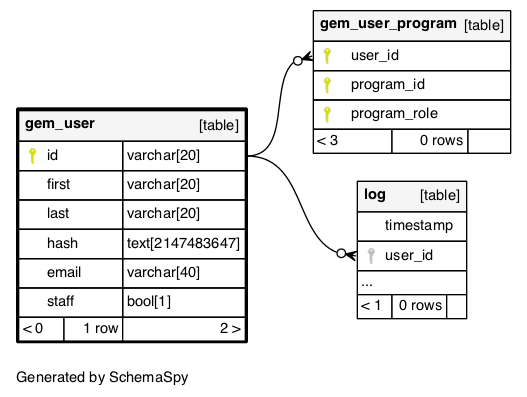 gem_user_program [table]
user_id
program_id
program_role
< 3 0 rows
gem_user [table]
id varchar[20]
first varchar[20]
last varchar[20]
hash text[2147483647]
email varchar[40]
staff bool[1]
< 0 1 row 2 >
log [table]
timestamp
user_id
...
< 1 0 rows
Generated by SchemaSpy